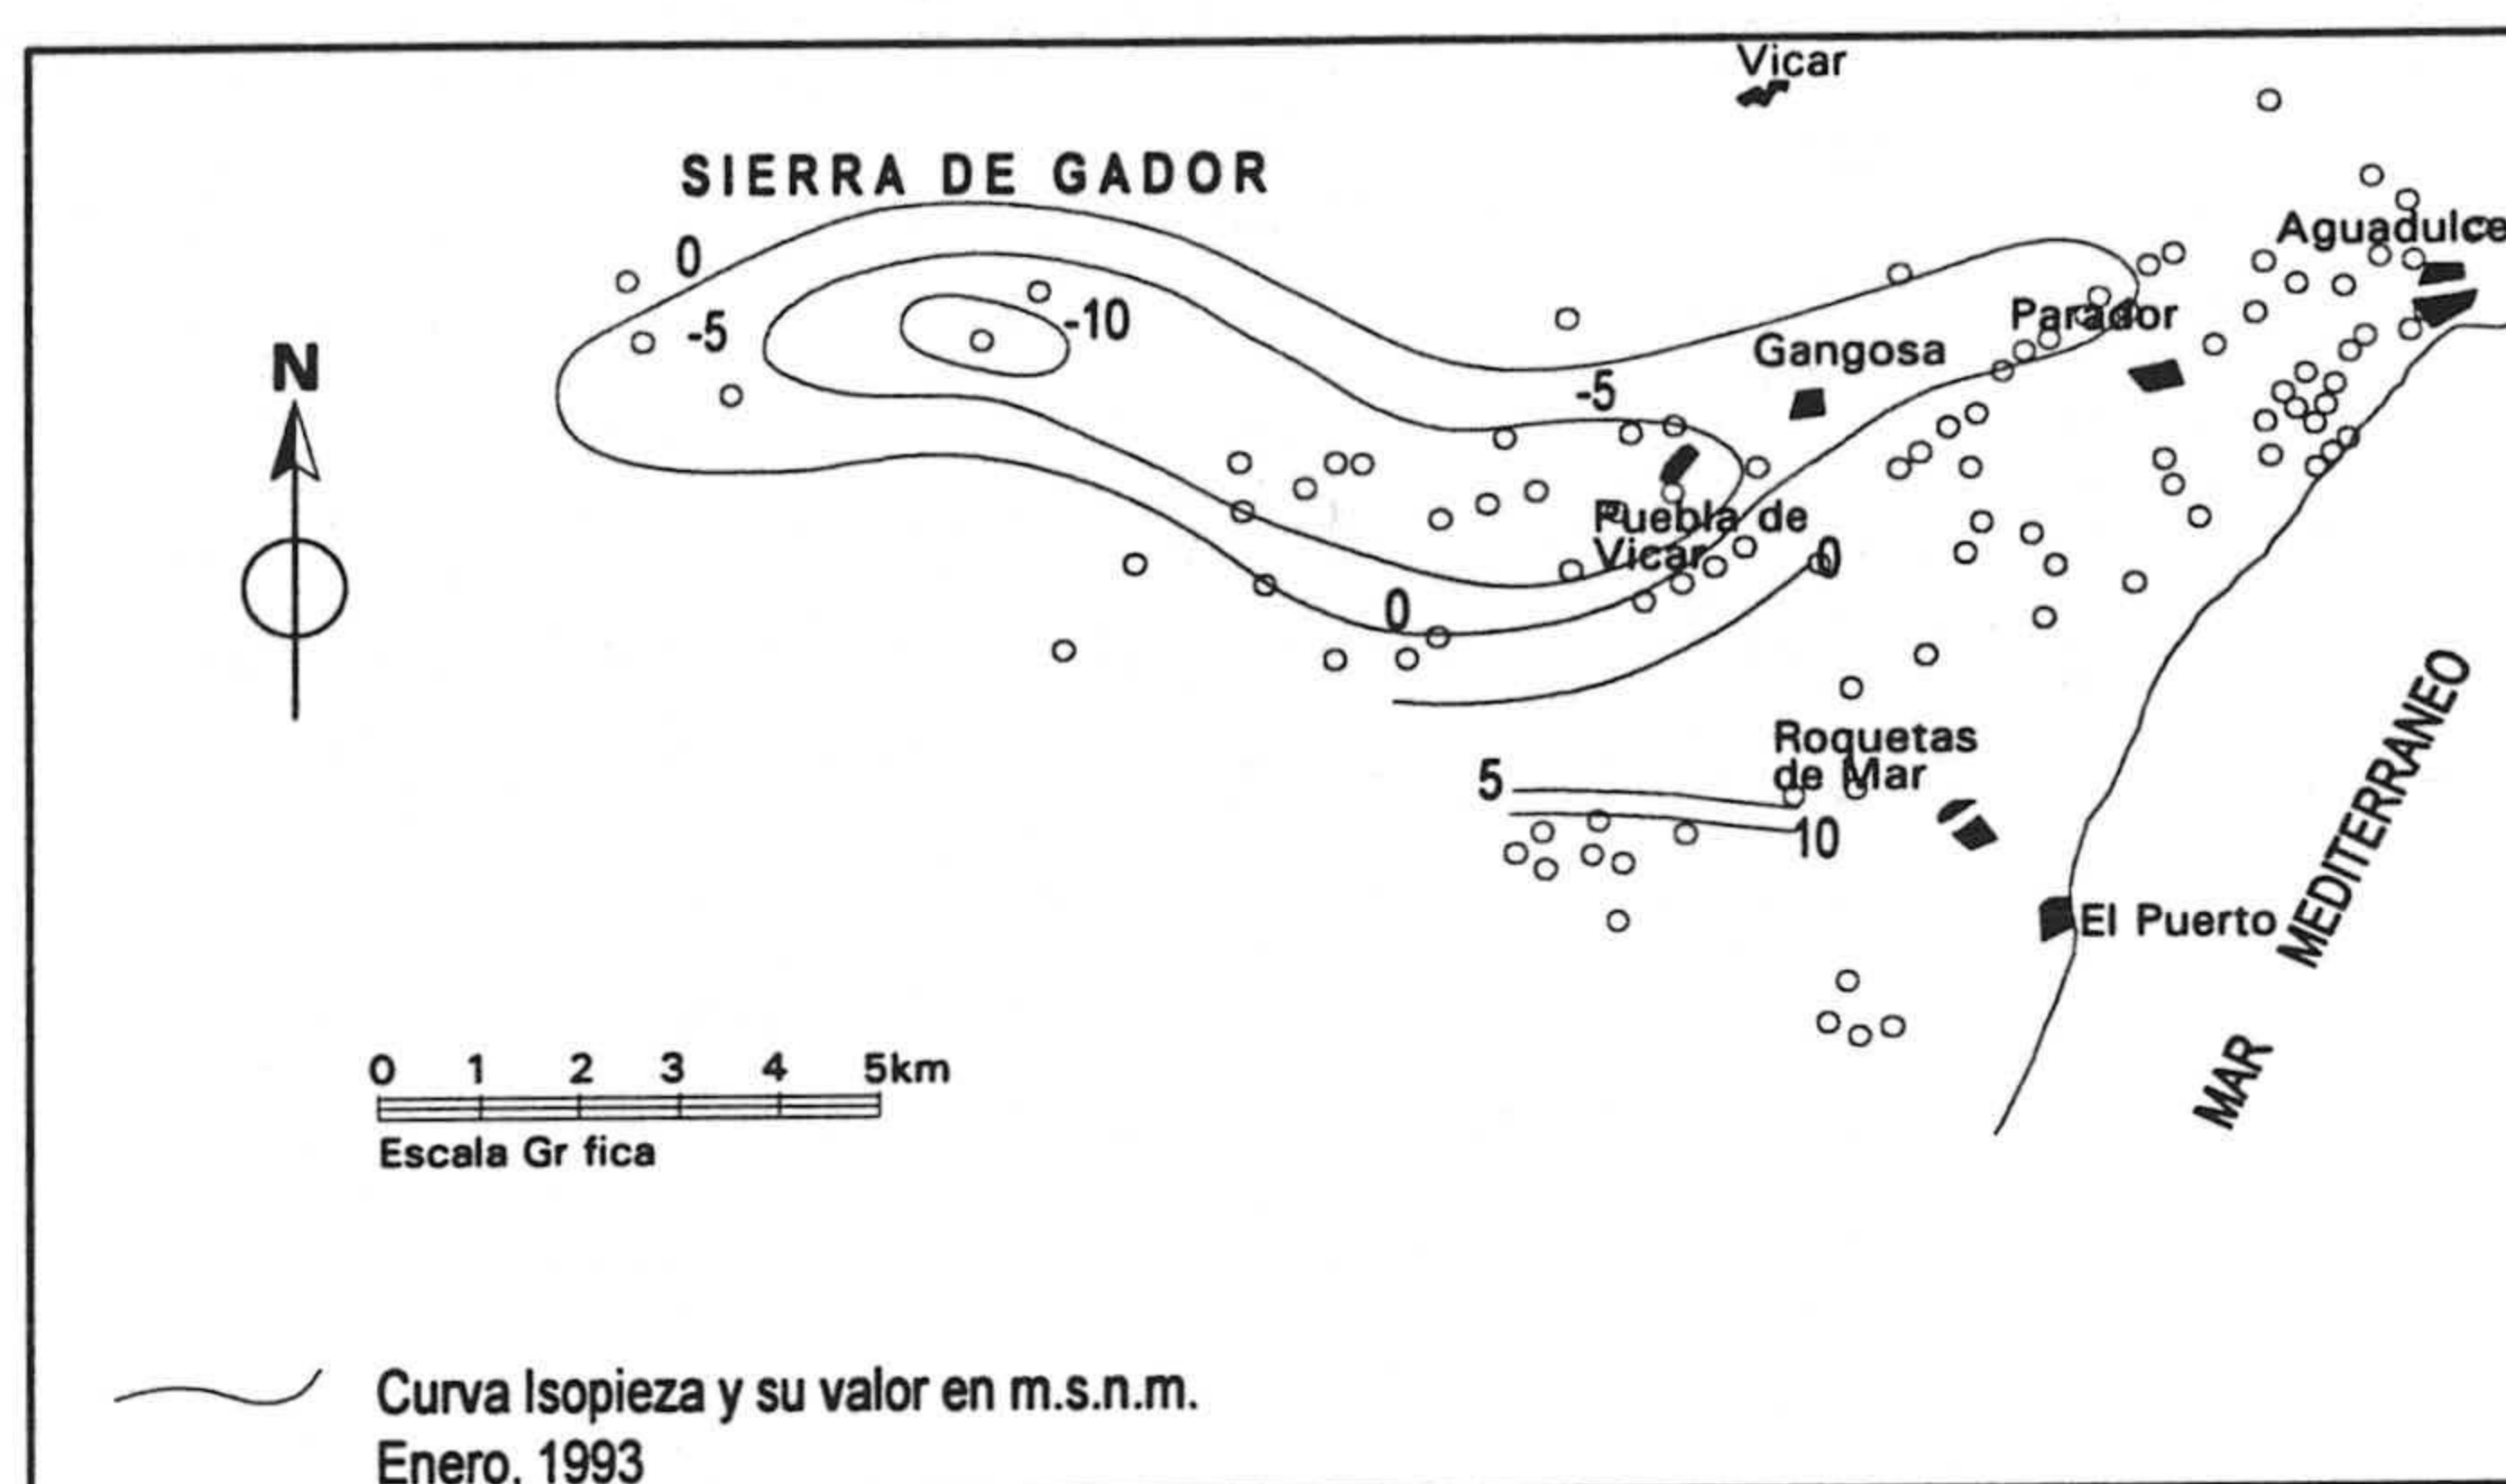 Vicar
SIERRA DE GADOR
Aguadulce
0
-5
-10
N
Parador
Gangosa
-5
Puebla de
Vicar
0
0
Roquetas
de Mar
5
10
El Puerto
MAR MEDITERRANEO
0 1 2 3 4 5km
Escala Gr fica
Curva Isopieza y su valor en m.s.n.m.
Enero, 1993